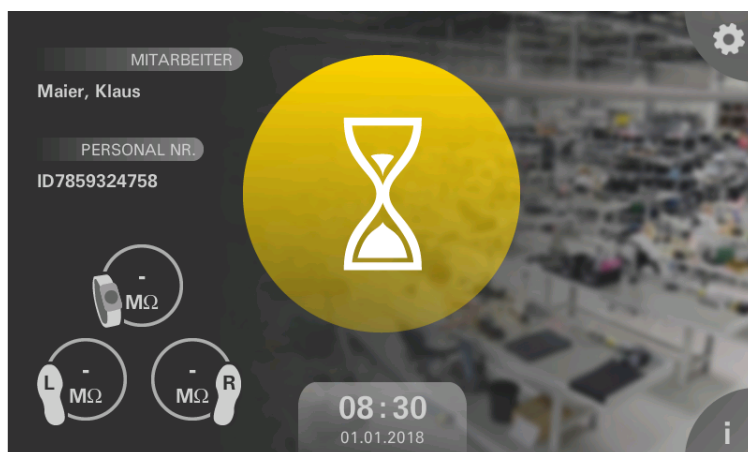 MITARBEITER
Maier, Klaus
PERSONAL NR.
ID7859324758
-
MΩ
-
MΩ
L
-
MΩ
R
08:30
01.01.2018
i